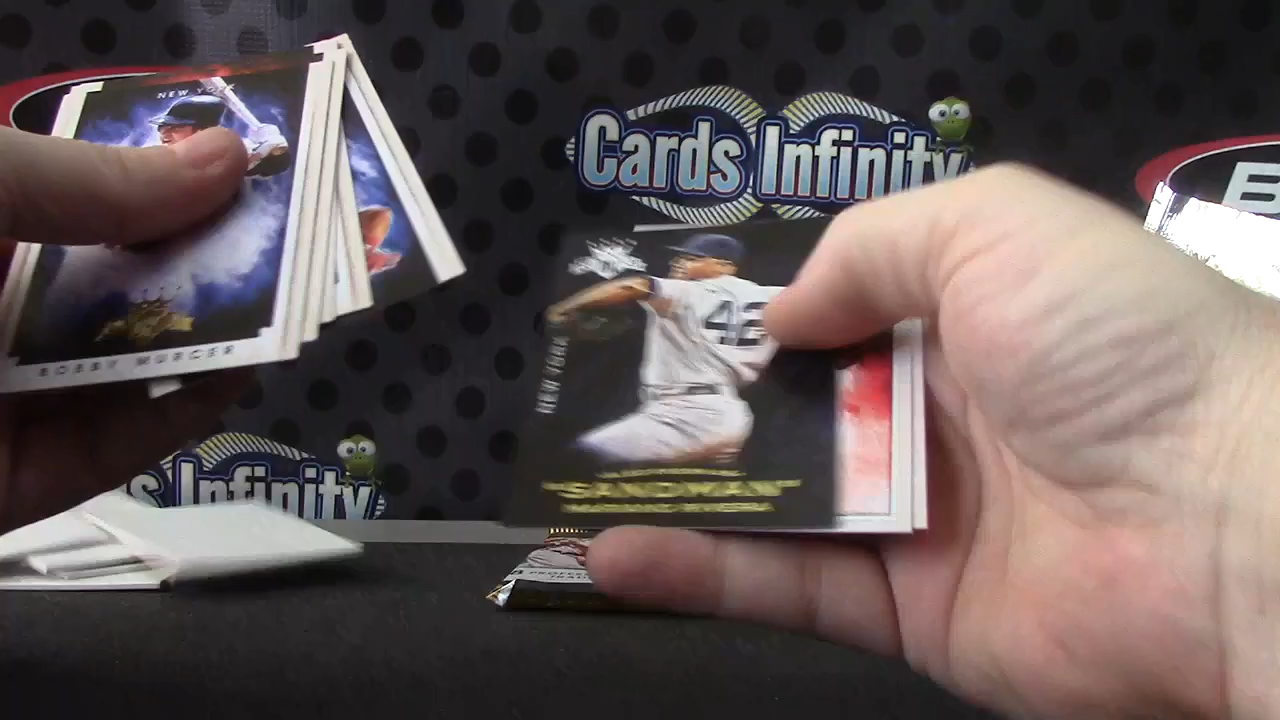 NEW YORK
BOBBY MURCER
Cards Infinity
B
42
NEW YORK
"SANDMAN"
s Infinity